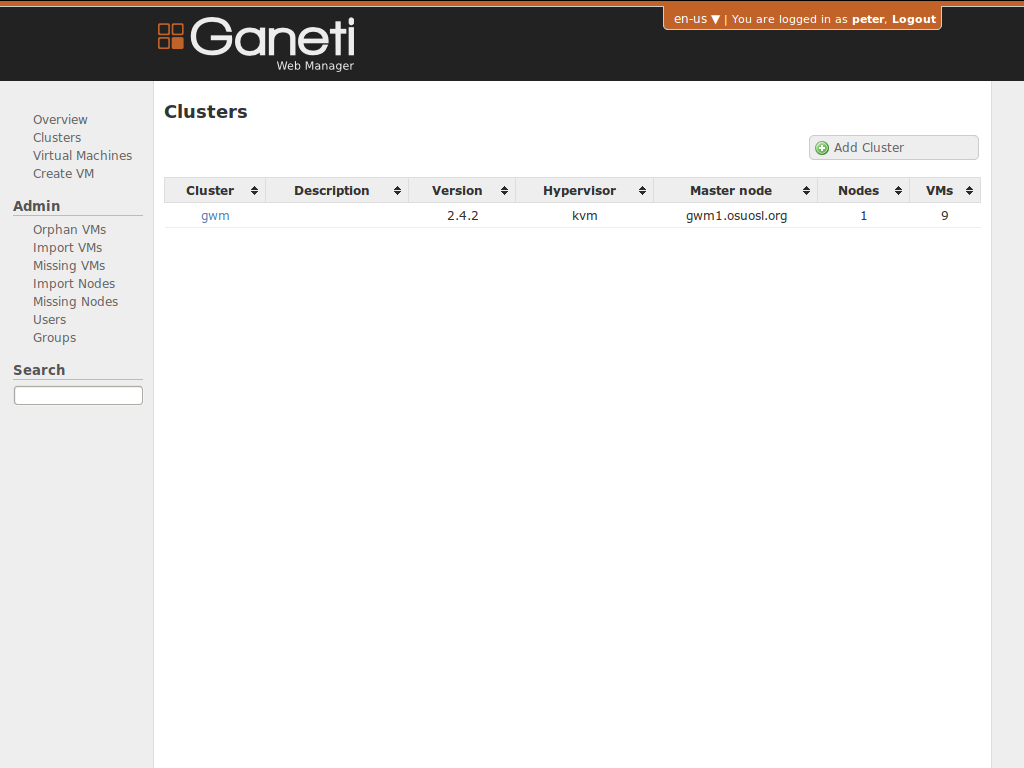 Ganeti
Web Manager
en-us ▼ | You are logged in as peter, Logout
Overview
Clusters
Virtual Machines
Create VM
Admin
Orphan VMs
Import VMs
Missing VMs
Import Nodes
Missing Nodes
Users
Groups
Search
Clusters
Add Cluster
Cluster Description Version Hypervisor Master node Nodes VMs
gwm 2.4.2 kvm gwm1.osuosl.org 1 9